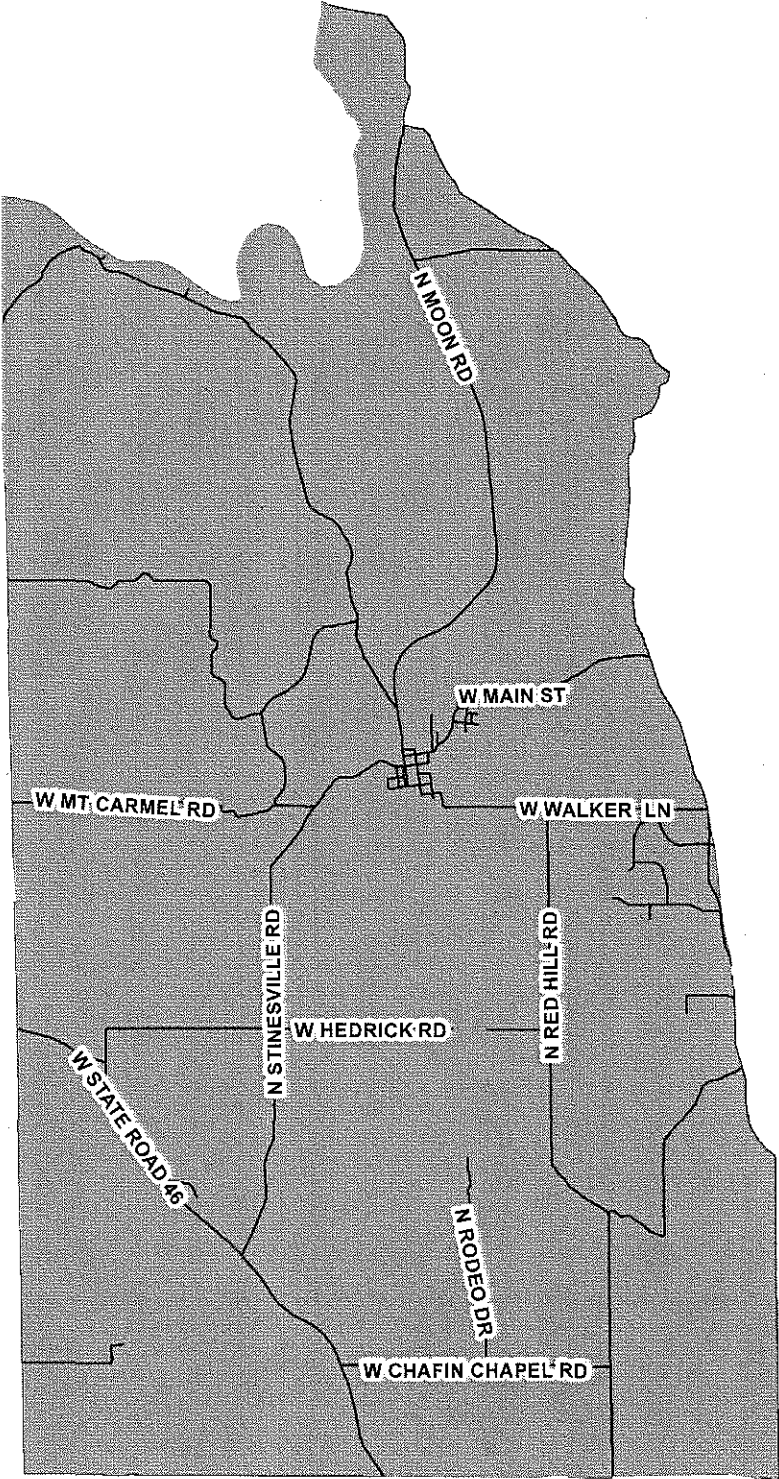 N MOON RD
W MAIN ST
W MT CARMEL RD
W WALKER LN
N STINESVILLE RD
N RED HILL RD
W HEDRICK RD
W STATE ROAD 46
N RODEO DR
W CHAFIN CHAPEL RD